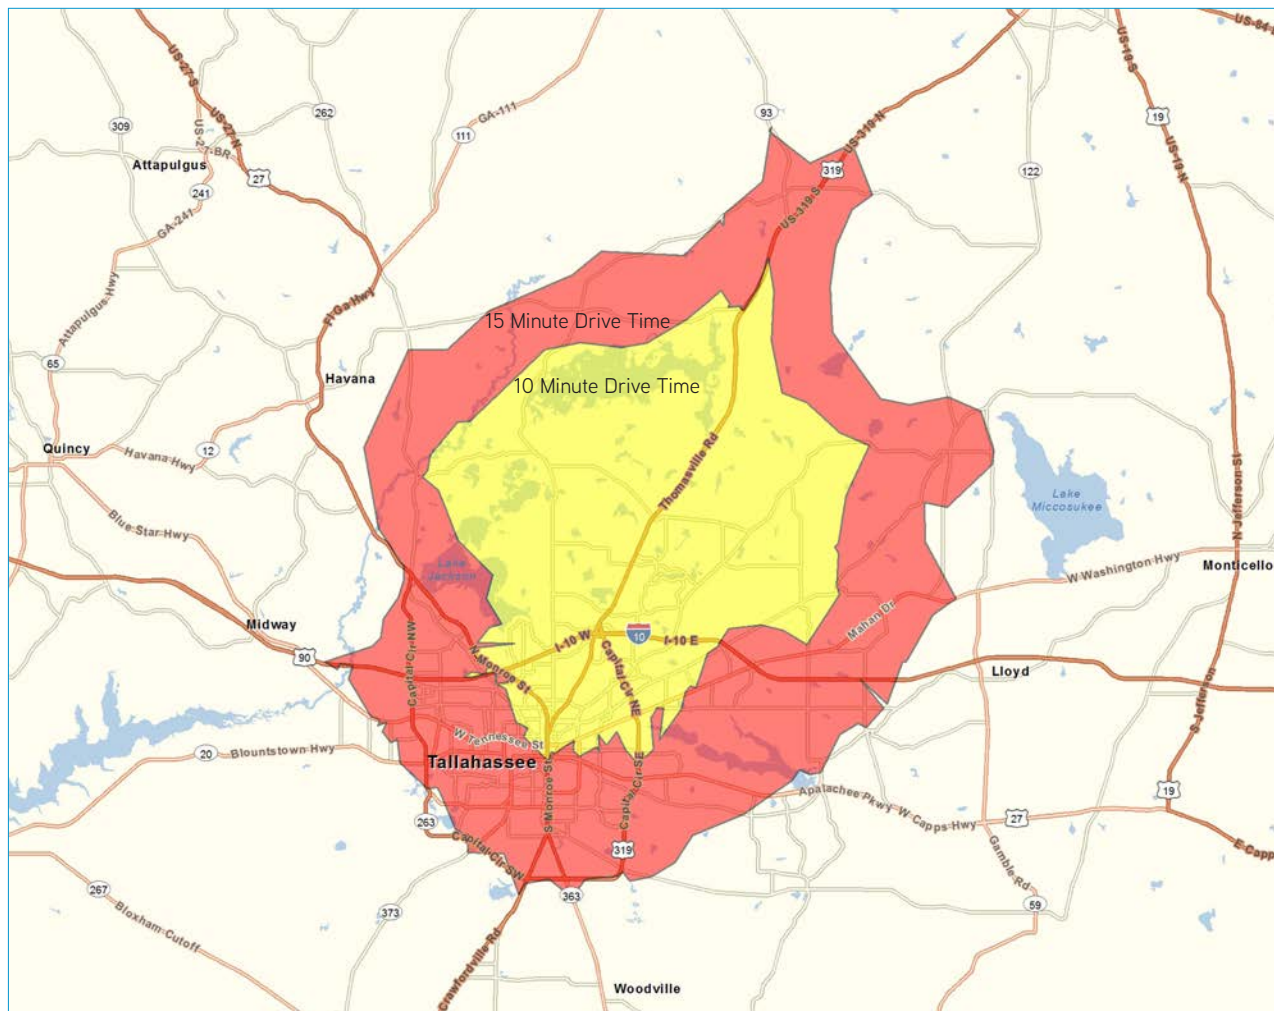 US-84 E
US-27 S
US-27 N
US-19 S
262
GA-111
93
US-319 N
19
309
US-27-BR
111
Attapulgus
27
319
122
US-19 N
241
GA-241
US-319 S
Attapulgus Hwy
Fl Ga Hwy
15 Minute Drive Time
65
Havana
10 Minute Drive Time
Quincy
12
Havana Hwy
Thomasville Rd
N Jefferson St
Lake
Miccosukee
Blue Star Hwy
Lake
Jackson
W Washington Hwy
Monticello
Midway
Mahan Dr
90
I-10 W
10
I-10 E
Capital Cir NW
N Monroe St
Capital Cir NE
Lloyd
S Jefferson
20
Blountstown Hwy
W Tennessee St
Tallahassee
S Monroe St
Capital Cir SE
Apalachee Pkwy
W Capps Hwy
27
19
263
Capital Cir SW
319
E Capp
Gamble Rd
267
363
373
59
Bloxham Cutoff
Crawfordville Rd
Woodville